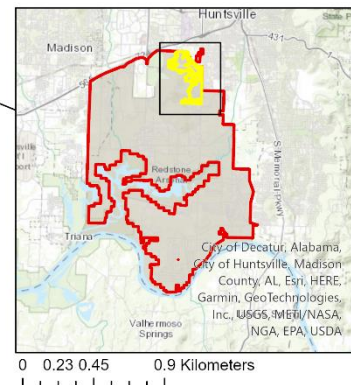 Huntsville
Madison
431
Redstone
Arsenal
S Memorial Pkwy
Triana
City of Decatur, Alabama,
City of Huntsville, Madison
County, AL, Esri, HERE,
Garmin, GeoTechnologies,
Inc., USGS, METI/NASA,
NGA, EPA, USDA
Valhermoso
Springs
0 0.23 0.45 0.9 Kilometers